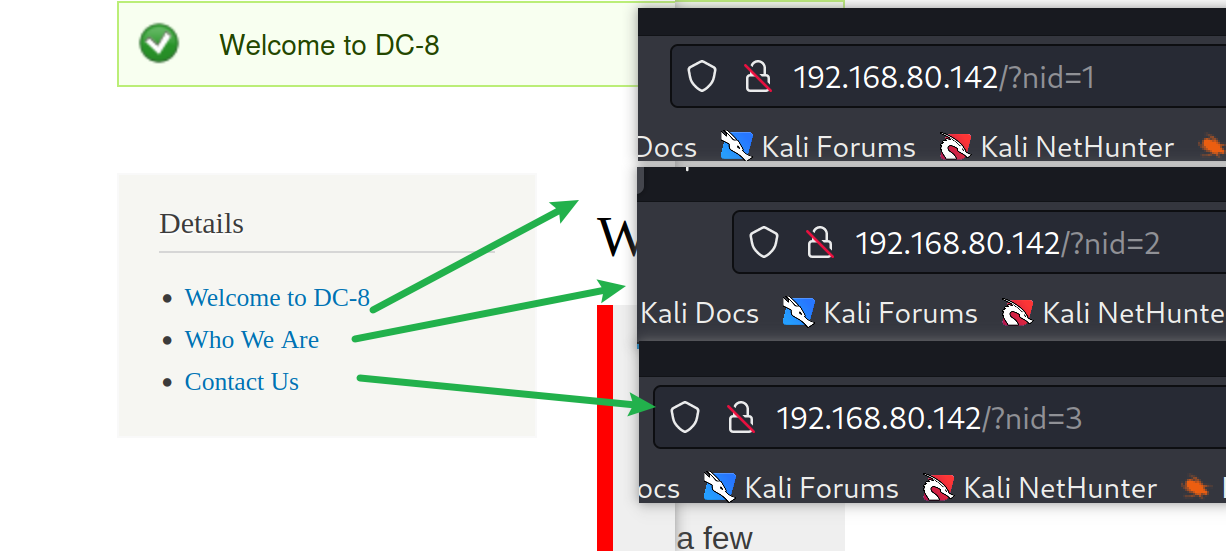 Welcome to DC-8
Details
Welcome to DC-8
Who We Are
Contact Us
W
192.168.80.142/?nid=1
Docs Kali Forums Kali NetHunter
192.168.80.142/?nid=2
Kali Docs Kali Forums Kali NetHunte
192.168.80.142/?nid=3
ocs Kali Forums Kali NetHunter
a few